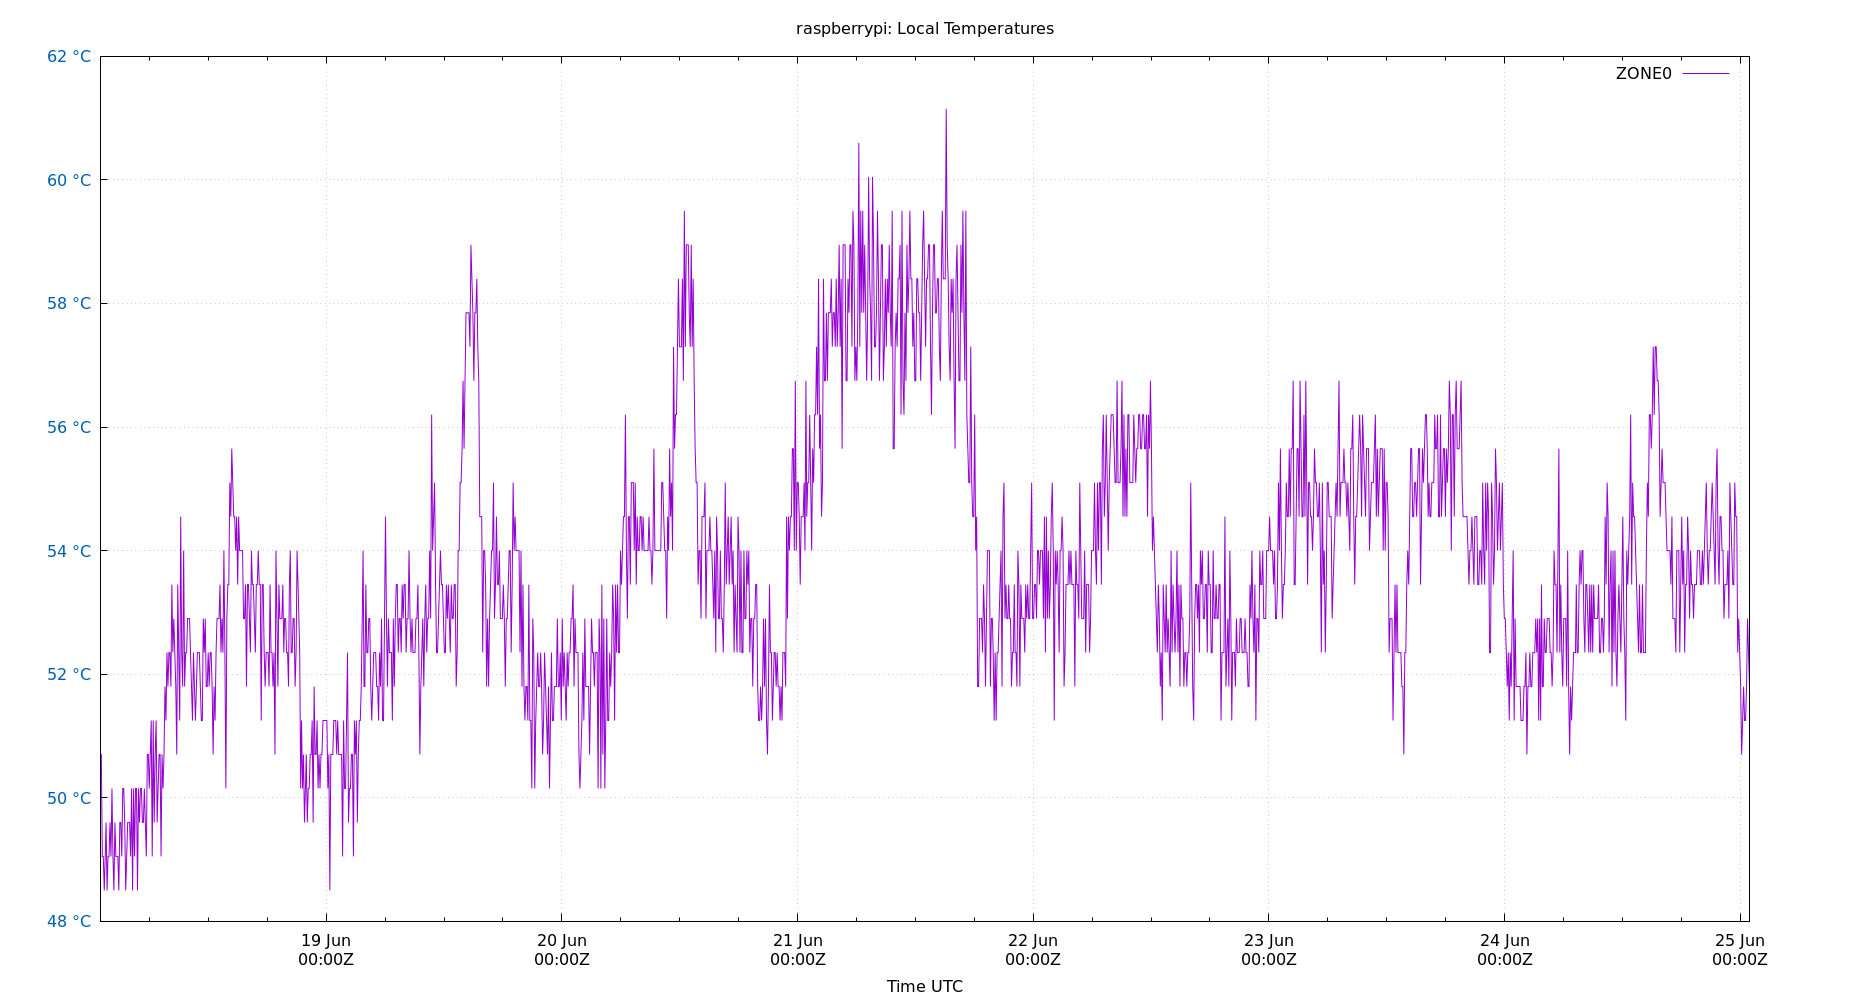 raspberrypi: Local Temperatures
62 °C
ZONE0
60 °C
58 °C
56 °C
54 °C
52 °C
50 °C
48 °C
19 Jun 20 Jun 21 Jun 22 Jun 23 Jun 24 Jun 25 Jun
00:00Z 00:00Z 00:00Z 00:00Z 00:00Z 00:00Z 00:00Z
Time UTC